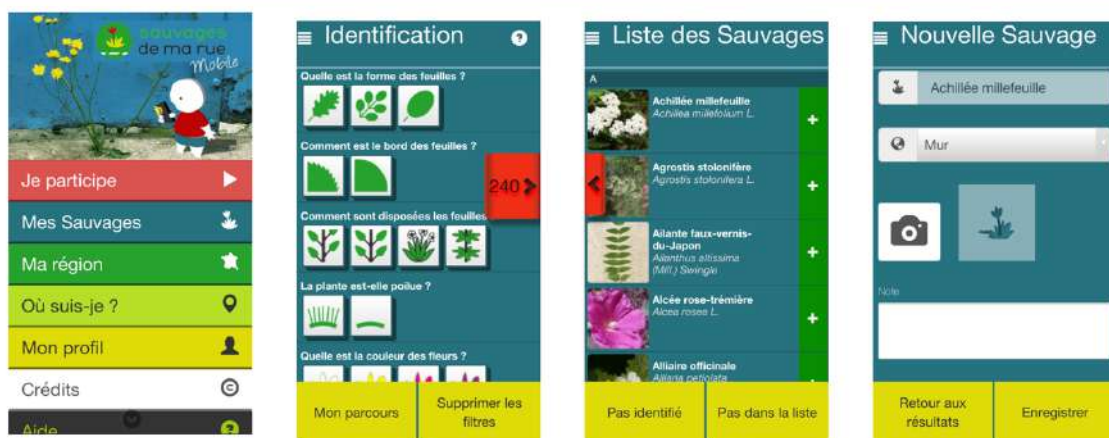 sauvages
de ma rue
Mobile
Je participe
Mes Sauvages
Ma région
Où suis-je ?
Mon profil
Crédits
Aide
Identification
Quelle est la forme des feuilles ?
Comment est le bord des feuilles ?
240
Comment sont disposées les feuilles
La plante est-elle poilue ?
Quelle est la couleur des fleurs ?
Mon parcours
Supprimer les
filtres
Liste des Sauvages
A
Achillée millefeuille
Achillea millefolium L.
Agrostis stolonifère
Agrostis stolonifera L.
Ailante faux-vernis-
du-Japon
Ailanthus altissima
(Mill.) Swingle
Alcée rose-trémière
Alcea rosea L.
Alliaire officinale
Alliaria petiolata
Pas identifié
Pas dans la liste
Nouvelle Sauvage
Achillée millefeuille
Mur
Note
Retour aux
résultats
Enregistrer